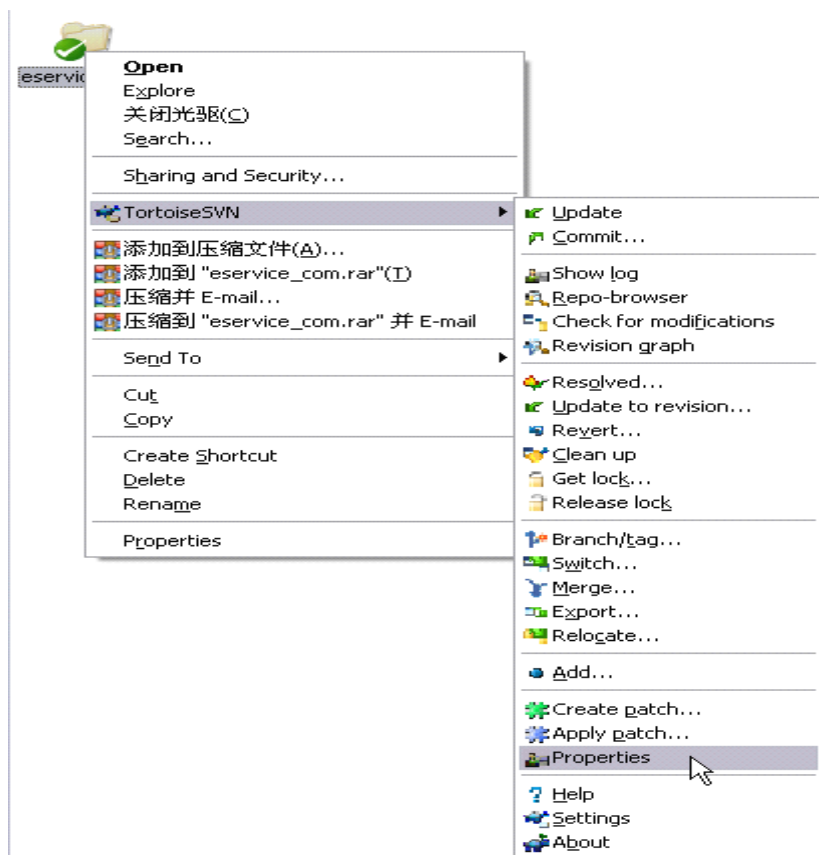 eservic
Open
Explore
关闭光驱(C)
Search...
Sharing and Security...
TortoiseSVN
添加到压缩文件(A)...
添加到 "eservice_com.rar"(T)
压缩并 E-mail...
压缩到 "eservice_com.rar" 并 E-mail
Send To
Cut
Copy
Create Shortcut
Delete
Rename
Properties
Update
Commit...
Show log
Repo-browser
Check for modifications
Revision graph
Resolved...
Update to revision...
Revert...
Clean up
Get lock...
Release lock
Branch/tag...
Switch...
Merge...
Export...
Relocate...
Add...
Create patch...
Apply patch...
Properties
Help
Settings
About